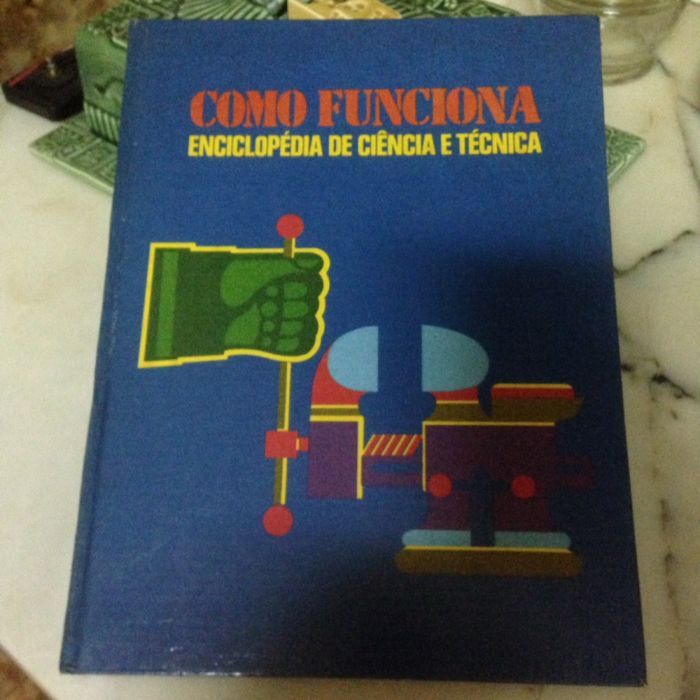 COMO FUNCIONA
ENCICLOPÉDIA DE CIÊNCIA E TÉCNICA